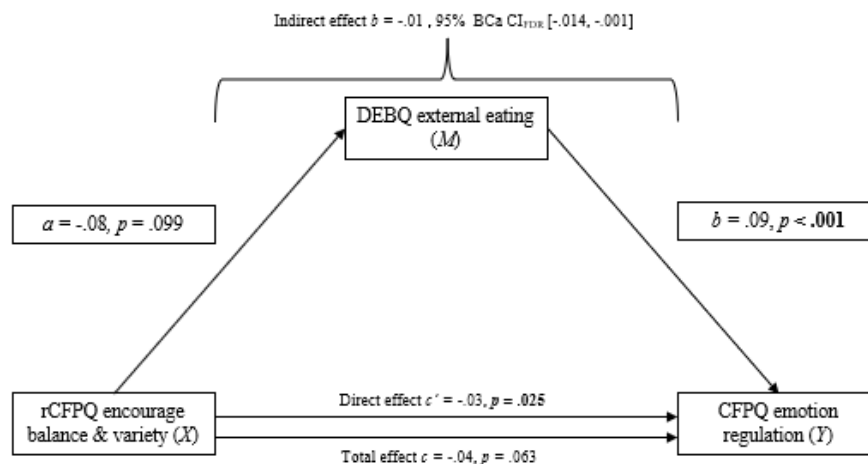 Indirect effect b = -.01 , 95% BCa CI_FDR [-.014, -.001]
DEBQ external eating
(M)
a = -.08, p = .099
b = .09, p < .001
rCFPQ encourage
balance & variety (X)
Direct effect c′ = -.03, p = .025
Total effect c = -.04, p = .063
CFPQ emotion
regulation (Y)